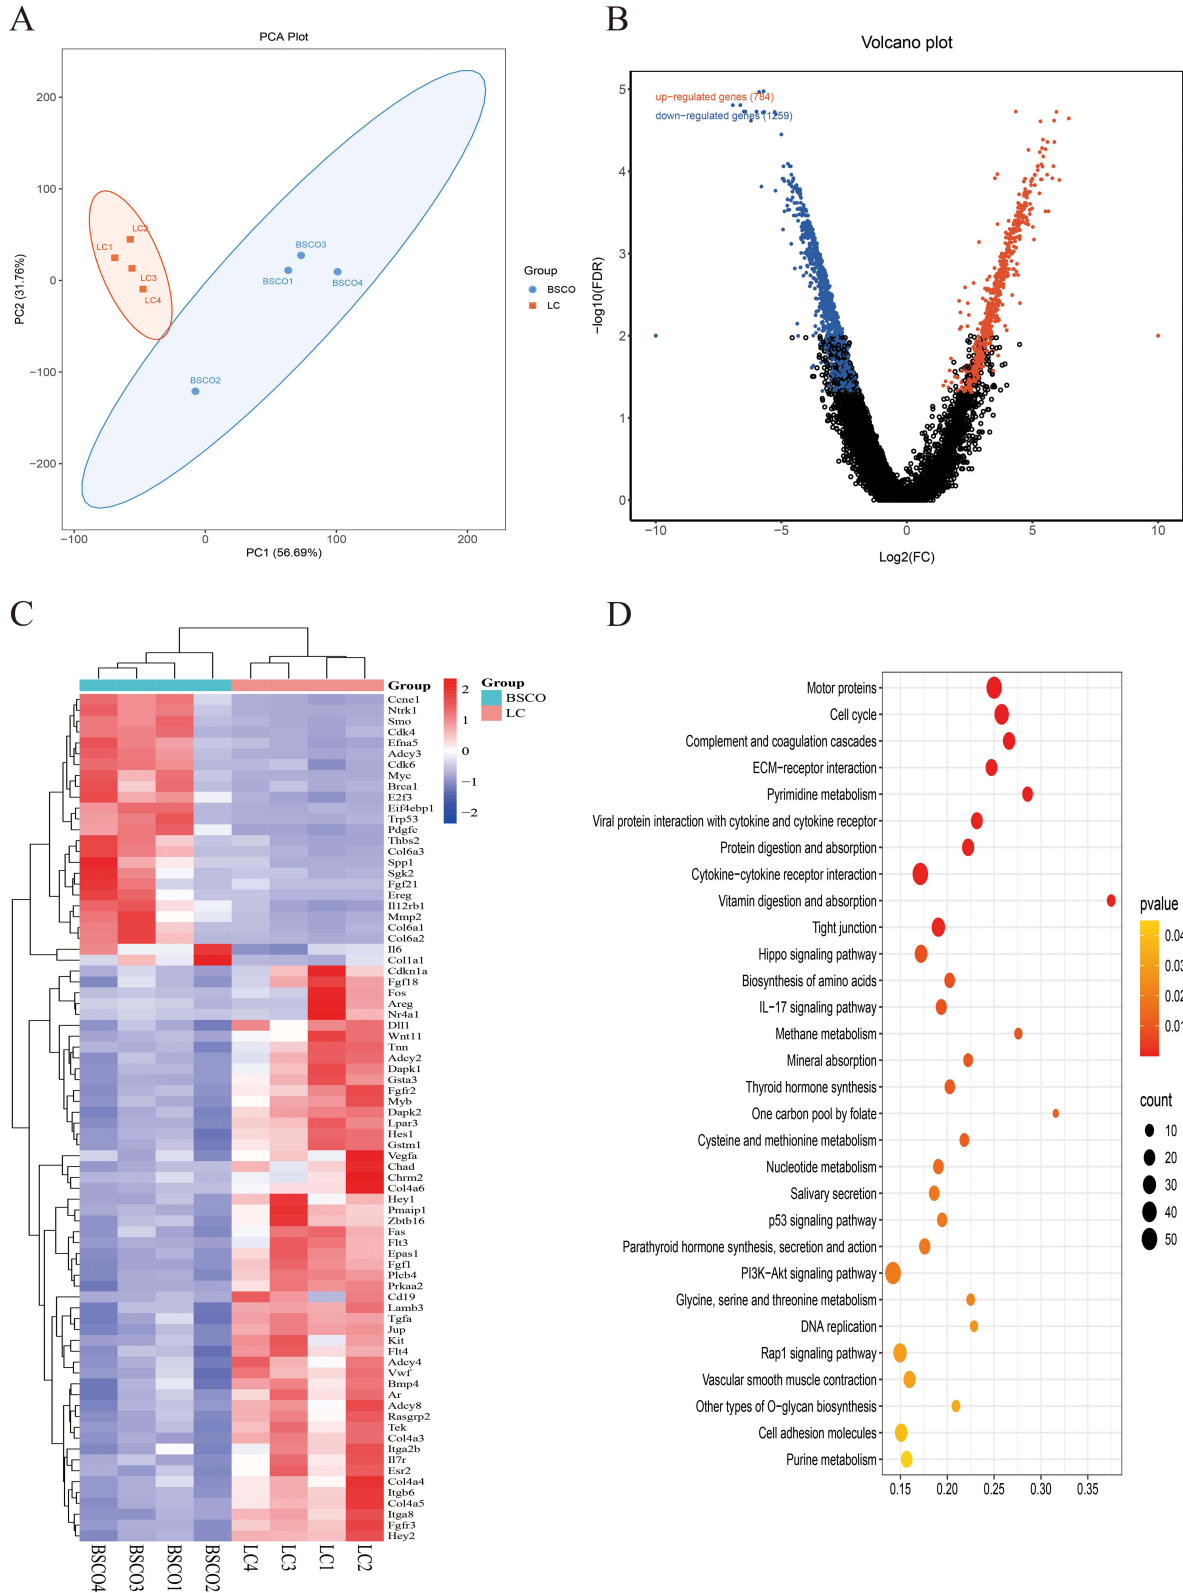 A
PCA Plot
200
100
0
−100
−200
PC2 (31.76%)
LC2
LC1
LC3
LC4
BSCO3
BSCO1
BSCO4
BSCO2
−100
0
100
200
PC1 (56.69%)
Group
BSCO
LC
B
Volcano plot
up−regulated genes (784)
down−regulated genes (1259)
5
4
3
2
1
0
−log10(FDR)
−10
−5
0
5
10
Log2(FC)
C
Group
2
1
0
−1
−2
Group
BSCO
LC
Ccne1
Ntrk1
Smo
Cdk4
Efna5
Adcy3
Cdk6
Myc
Brca1
E2f3
Eif4ebp1
Trp53
Pdgfc
Thbs2
Col6a3
Spp1
Sgk2
Fgf21
Ereg
Il12rb1
Mmp2
Col6a1
Col6a2
Il6
Col1a1
Cdkn1a
Fgf18
Fos
Areg
Nr4a1
Dll1
Wnt11
Tnn
Adcy2
Dapk1
Gsta3
Fgfr2
Myb
Dapk2
Lpar3
Hes1
Gstm1
Vegfa
Chad
Chrm2
Col4a6
Hey1
Pmaip1
Zbtb16
Fas
Flt3
Epas1
Fgf1
Plcb4
Prkaa2
Cd19
Lamb3
Tgfa
Jup
Kit
Flt4
Adcy4
Vwf
Bmp4
Ar
Adcy8
Rasgrp2
Tek
Col4a3
Itga2b
Il7r
Esr2
Col4a4
Itgb6
Col4a5
Itga8
Fgfr3
Hey2
BSCO4
BSCO3
BSCO1
BSCO2
LC4
LC3
LC1
LC2
D
Motor proteins
Cell cycle
Complement and coagulation cascades
ECM−receptor interaction
Pyrimidine metabolism
Viral protein interaction with cytokine and cytokine receptor
Protein digestion and absorption
Cytokine−cytokine receptor interaction
Vitamin digestion and absorption
Tight junction
Hippo signaling pathway
Biosynthesis of amino acids
IL−17 signaling pathway
Methane metabolism
Mineral absorption
Thyroid hormone synthesis
One carbon pool by folate
Cysteine and methionine metabolism
Nucleotide metabolism
Salivary secretion
p53 signaling pathway
Parathyroid hormone synthesis, secretion and action
PI3K−Akt signaling pathway
Glycine, serine and threonine metabolism
DNA replication
Rap1 signaling pathway
Vascular smooth muscle contraction
Other types of O−glycan biosynthesis
Cell adhesion molecules
Purine metabolism
0.15
0.20
0.25
0.30
0.35
pvalue
0.04
0.03
0.02
0.01
count
10
20
30
40
50